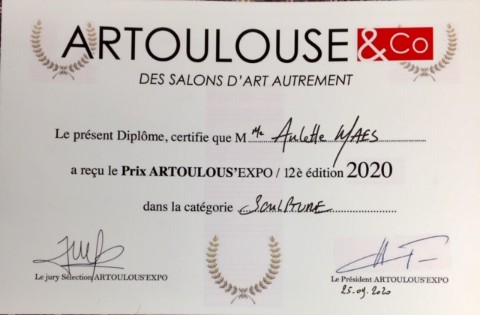 ARTOULOUSE &Co
DES SALONS D'ART AUTREMENT
Le présent Diplôme, certifie que M Me Aulette MAES
a reçu le Prix ARTOULOUS'EXPO / 12è édition 2020
dans la catégorie SCULPTURE
Le jury Sélection ARTOULOUS'EXPO
Le Président ARTOULOUS'EXPO
25.09.2020